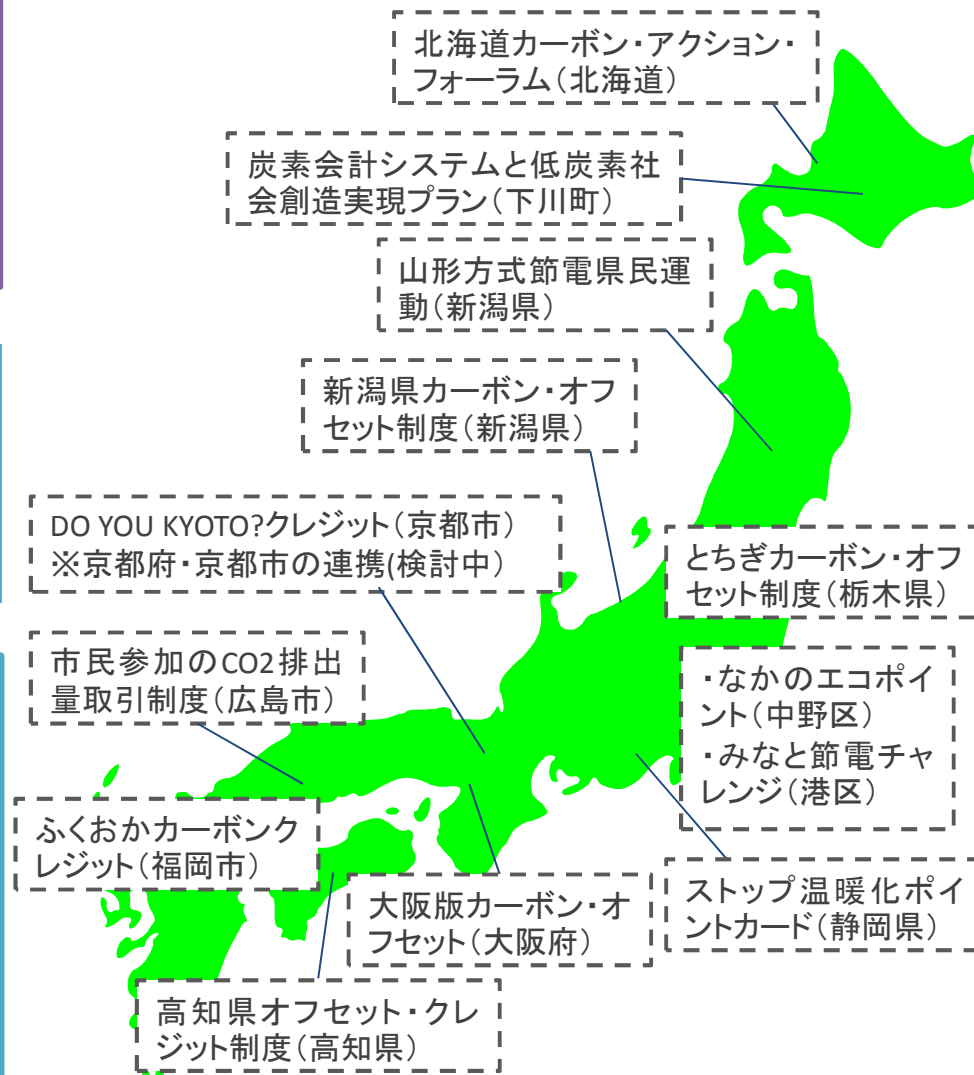 北海道カーボン・アクション・
フォーラム（北海道）
炭素会計システムと低炭素社
会創造実現プラン（下川町）
山形方式節電県民運
動（新潟県）
新潟県カーボン・オフ
セット制度（新潟県）
DO YOU KYOTO?クレジット（京都市）
※京都府・京都市の連携(検討中）
とちぎカーボン・オフ
セット制度（栃木県）
市民参加のCO2排出
量取引制度（広島市）
・なかのエコポイ
ント（中野区）
・みなと節電チャ
レンジ（港区）
ふくおかカーボンク
レジット（福岡市）
大阪版カーボン・オ
フセット（大阪府）
ストップ温暖化ポイ
ントカード（静岡県）
高知県オフセット・クレ
ジット制度（高知県）